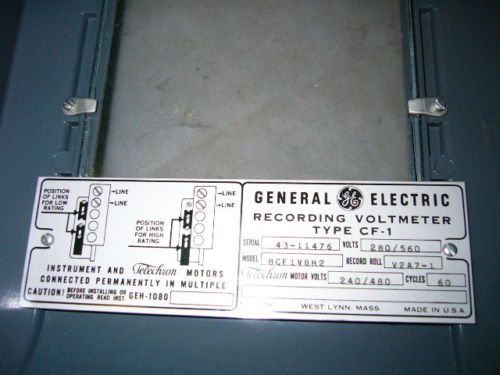 POSITION
OF LINKS
FOR LOW
RATING
LINE
LINE
POSITION
OF LINKS
FOR HIGH
RATING
LINE
LINE
INSTRUMENT AND Telechron MOTORS
CONNECTED PERMANENTLY IN MULTIPLE
CAUTION! BEFORE INSTALLING OR
OPERATING READ INST GEH-1080
GENERAL GE ELECTRIC
RECORDING VOLTMETER
TYPE CF-1
SERIAL 43-11476 VOLTS 280/560
MODEL 8CF1V8H2 RECORD ROLL V2A7-1
Telechron MOTOR VOLTS 240/480 CYCLES 60
WEST LYNN, MASS. MADE IN U.S.A